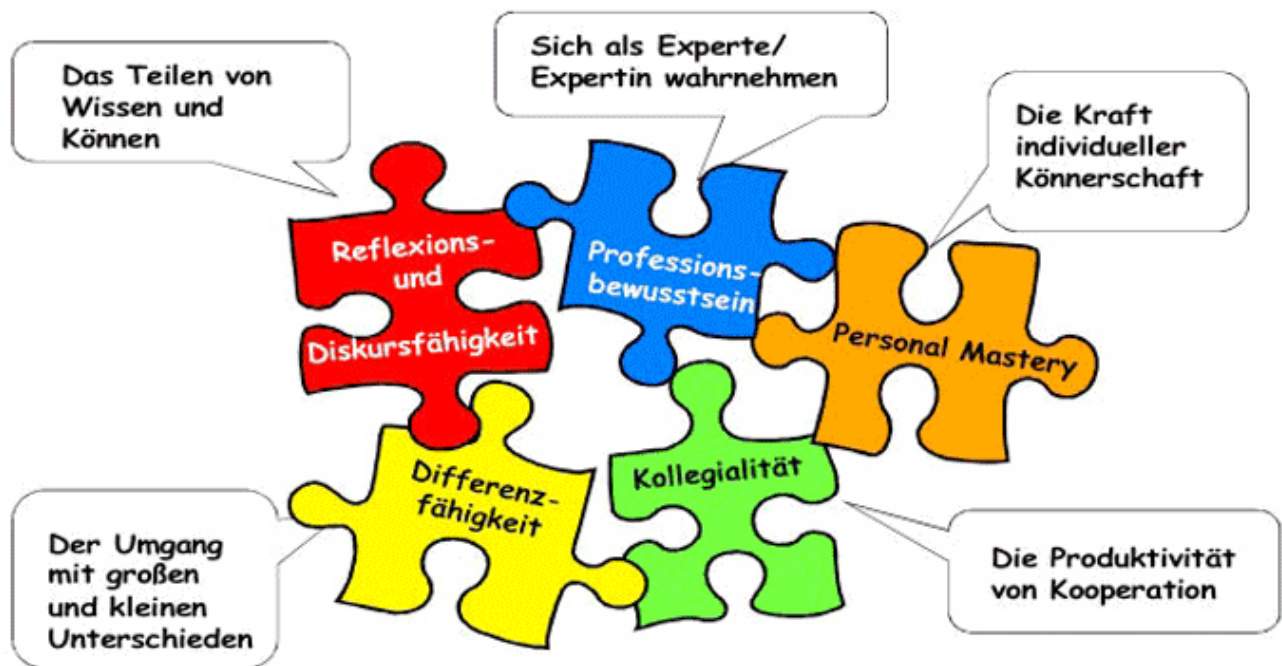 Das Teilen von
Wissen und
Können
Sich als Experte/
Expertin wahrnehmen
Die Kraft
individueller
Könnerschaft
Reflexions-
und
Diskursfähigkeit
Professions-
bewusstsein
Personal Mastery
Differenz-
fähigkeit
Kollegialität
Der Umgang
mit großen
und kleinen
Unterschieden
Die Produktivität
von Kooperation